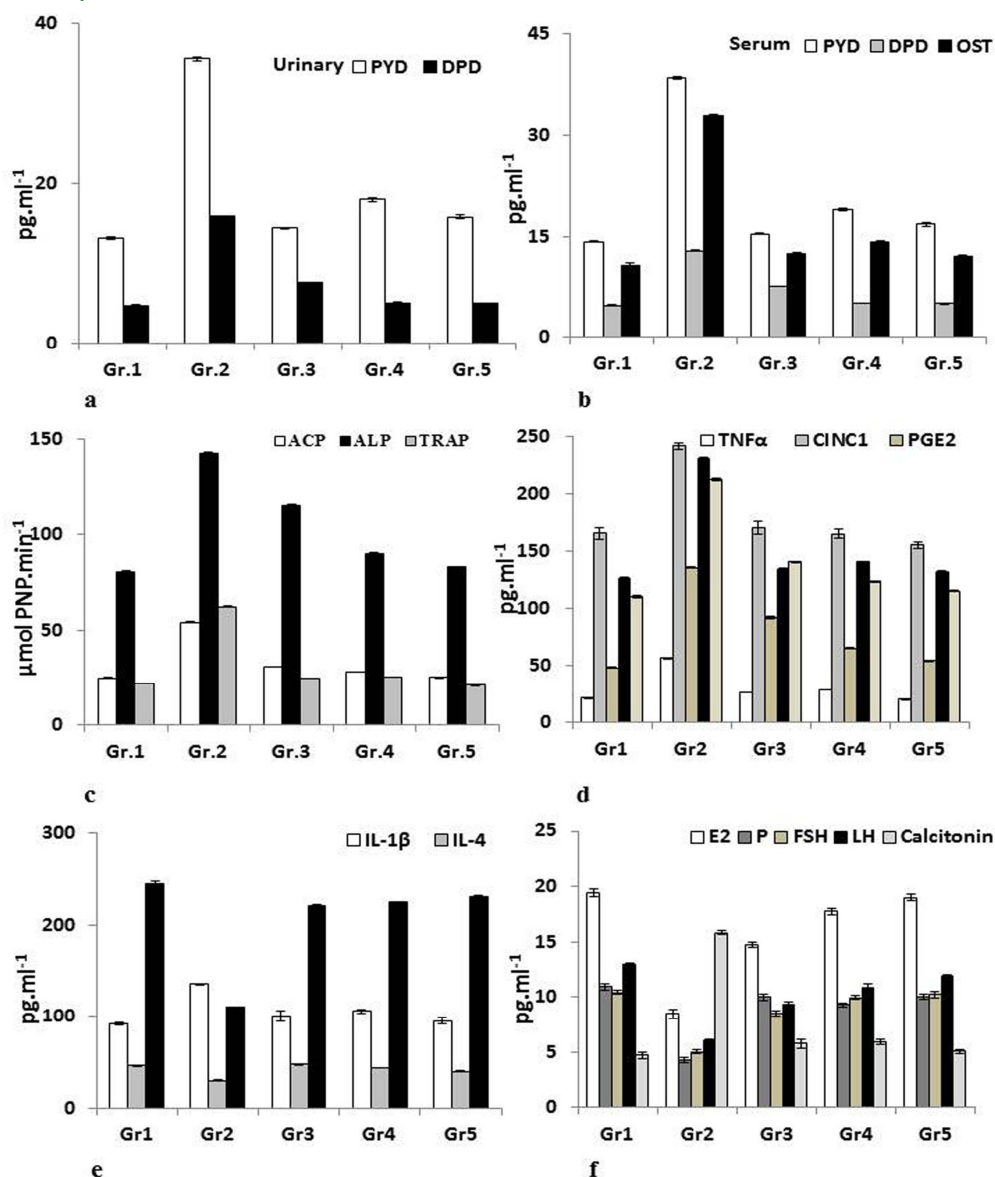 40
20
0
pg.ml-1
Urinary PYD DPD
Gr.1 Gr.2 Gr.3 Gr.4 Gr.5
a
45
30
15
0
pg.ml-1
Serum PYD DPD OST
Gr.1 Gr.2 Gr.3 Gr.4 Gr.5
b
150
100
50
0
µmol PNP.min-1
ACP ALP TRAP
Gr.1 Gr.2 Gr.3 Gr.4 Gr.5
c
250
200
150
100
50
0
pg.ml-1
TNFα CINC1 PGE2
Gr1 Gr2 Gr3 Gr4 Gr5
d
300
200
100
0
pg.ml-1
IL-1β IL-4
Gr1 Gr2 Gr3 Gr4 Gr5
e
25
20
15
10
5
0
pg.ml-1
E2 P FSH LH Calcitonin
Gr1 Gr2 Gr3 Gr4 Gr5
f